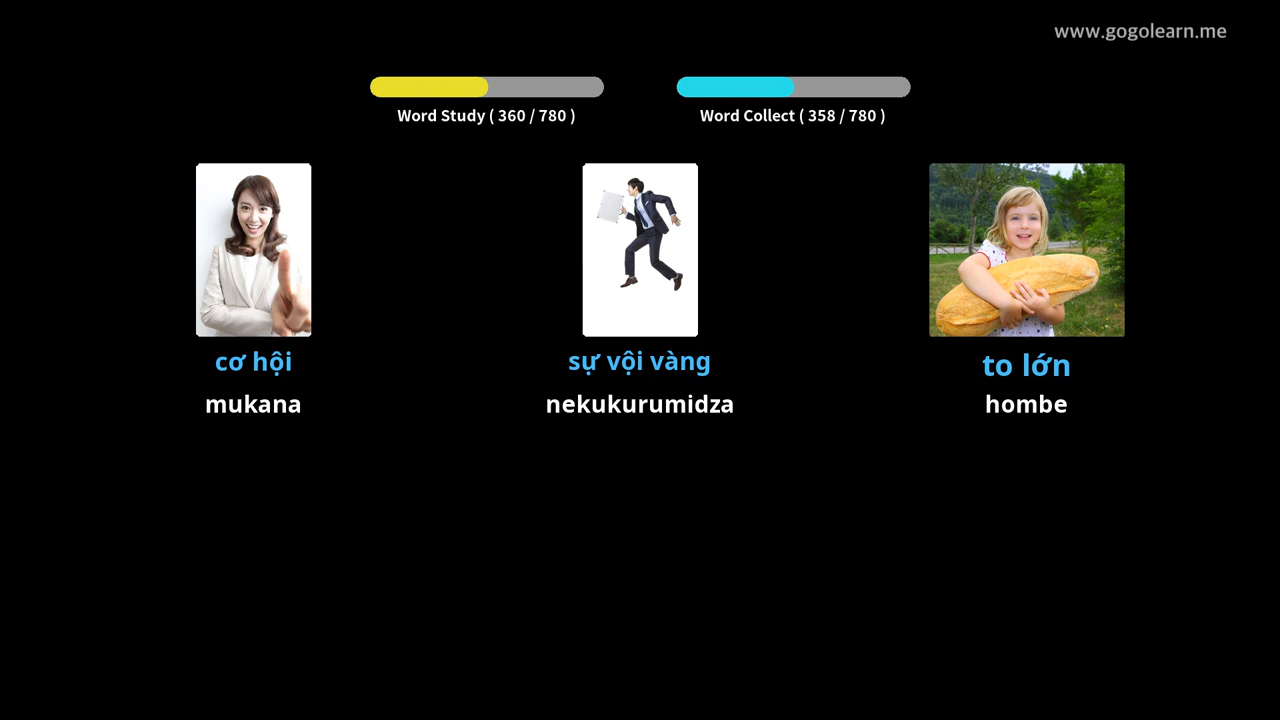 www.gogolearn.me
Word Study ( 360 / 780 )
Word Collect ( 358 / 780 )
cơ hội
mukana
sự vội vàng
nekukurumidza
to lớn
hombe